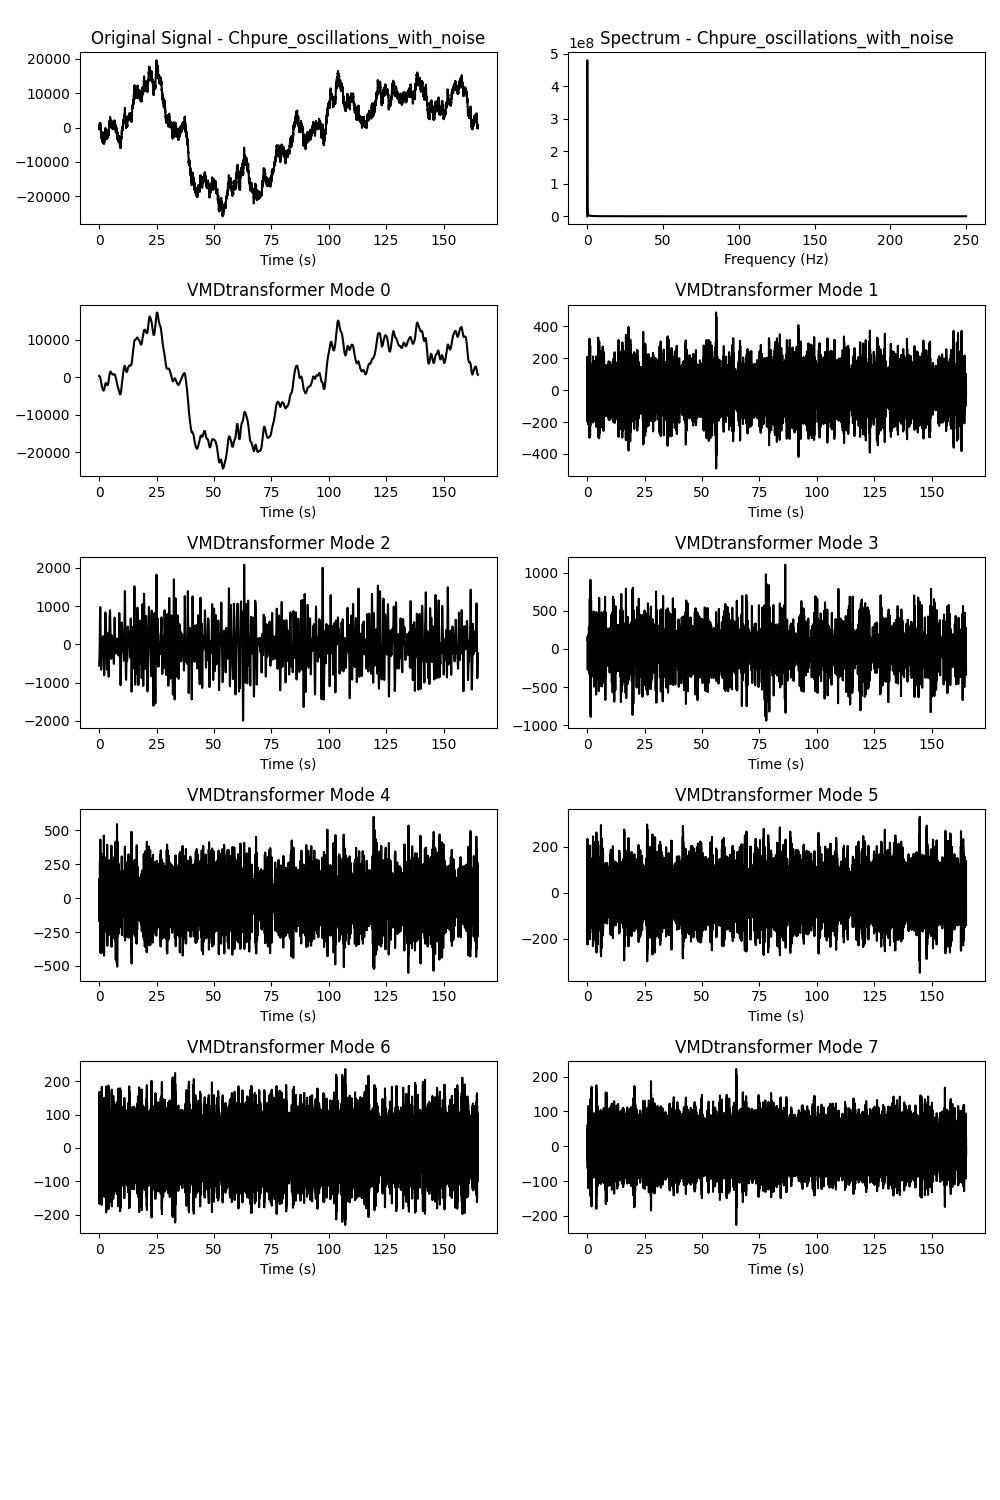 Original Signal - Chpure_oscillations_with_noise
20000
10000
0
−10000
−20000
0 25 50 75 100 125 150
Time (s)
Spectrum - Chpure_oscillations_with_noise
1e8
5
4
3
2
1
0
0 50 100 150 200 250
Frequency (Hz)
VMDtransformer Mode 0
10000
0
−10000
−20000
0 25 50 75 100 125 150
Time (s)
VMDtransformer Mode 1
400
200
0
−200
−400
0 25 50 75 100 125 150
Time (s)
VMDtransformer Mode 2
2000
1000
0
−1000
−2000
0 25 50 75 100 125 150
Time (s)
VMDtransformer Mode 3
1000
500
0
−500
−1000
0 25 50 75 100 125 150
Time (s)
VMDtransformer Mode 4
500
250
0
−250
−500
0 25 50 75 100 125 150
Time (s)
VMDtransformer Mode 5
200
0
−200
0 25 50 75 100 125 150
Time (s)
VMDtransformer Mode 6
200
100
0
−100
−200
0 25 50 75 100 125 150
Time (s)
VMDtransformer Mode 7
200
100
0
−100
−200
0 25 50 75 100 125 150
Time (s)